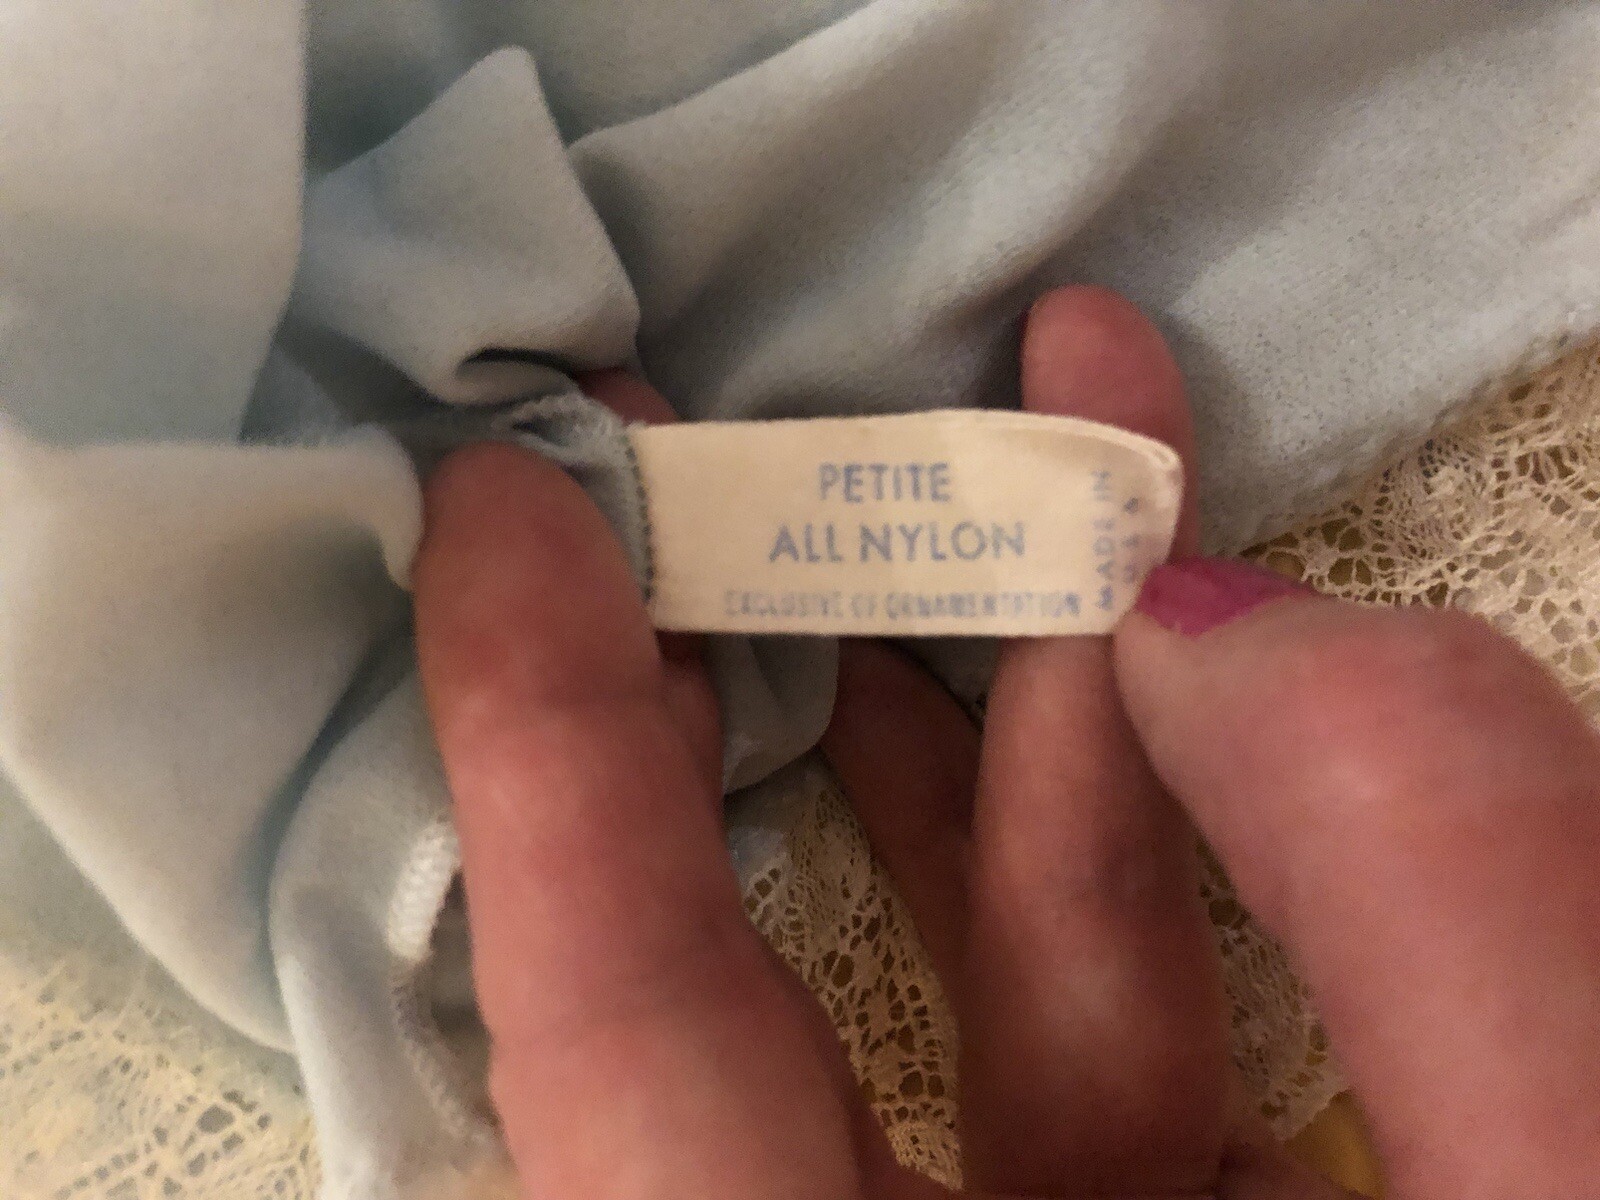 PETITE
ALL NYLON
EXCLUSIVE OF ORNAMENTATION
MADE IN
U.S.A.